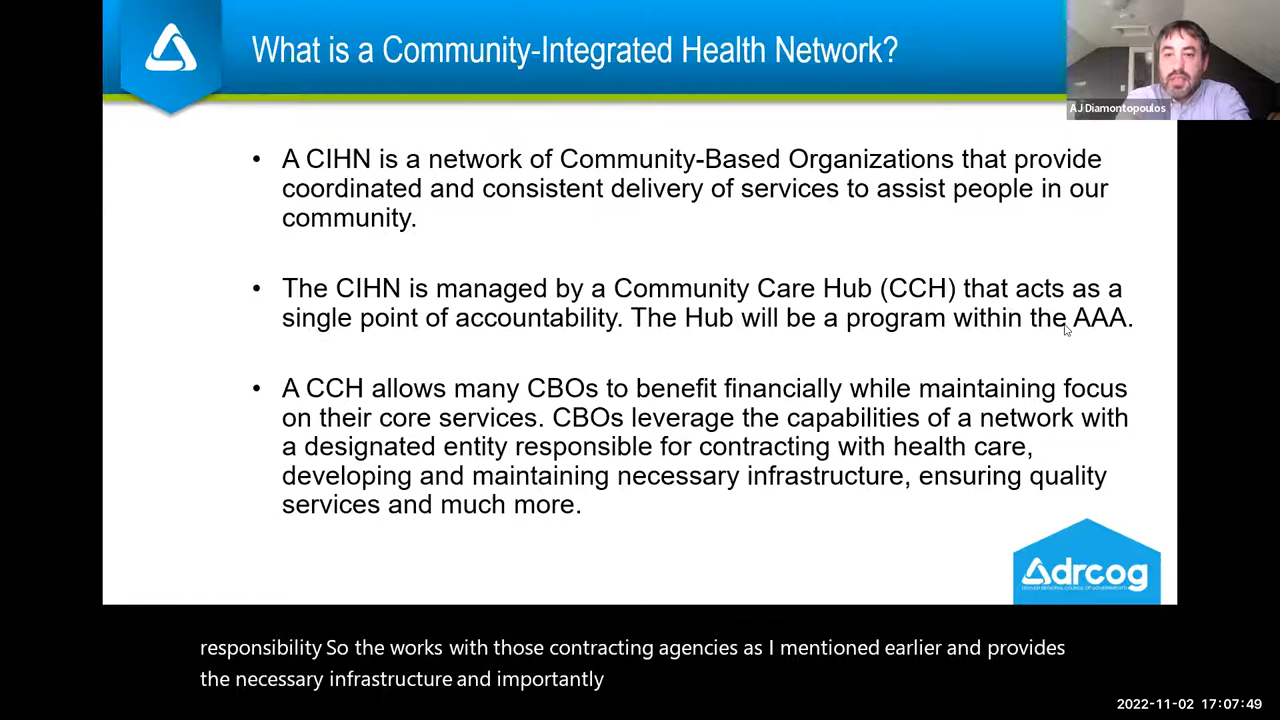 What is a Community-Integrated Health Network?
AJ Diamontopoulos
• A CIHN is a network of Community-Based Organizations that provide
coordinated and consistent delivery of services to assist people in our
community.
• The CIHN is managed by a Community Care Hub (CCH) that acts as a
single point of accountability. The Hub will be a program within the AAA.
• A CCH allows many CBOs to benefit financially while maintaining focus
on their core services. CBOs leverage the capabilities of a network with
a designated entity responsible for contracting with health care,
developing and maintaining necessary infrastructure, ensuring quality
services and much more.
drcog
DENVER REGIONAL COUNCIL OF GOVERNMENTS
responsibility So the works with those contracting agencies as I mentioned earlier and provides
the necessary infrastructure and importantly
2022-11-02 17:07:49